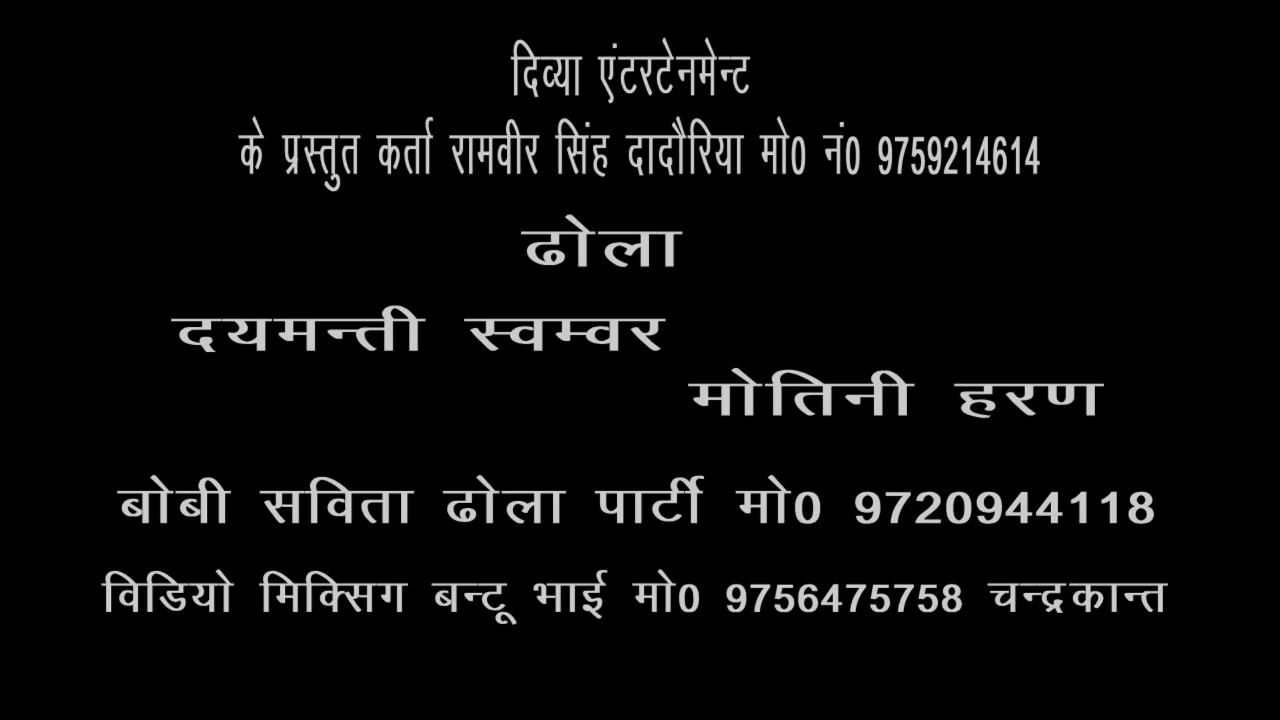 दिव्या एंटरटेनमेन्ट
के प्रस्तुत कर्ता रामवीर सिंह दादौरिया मो0 नं0 9759214614
ढोला
दयमन्ती स्वम्वर
मोतिनी हरण
बोबी सविता ढोला पार्टी मो0 9720944118
विडियो मिक्सिग बन्टू भाई मो0 9756475758 चन्द्रकान्त